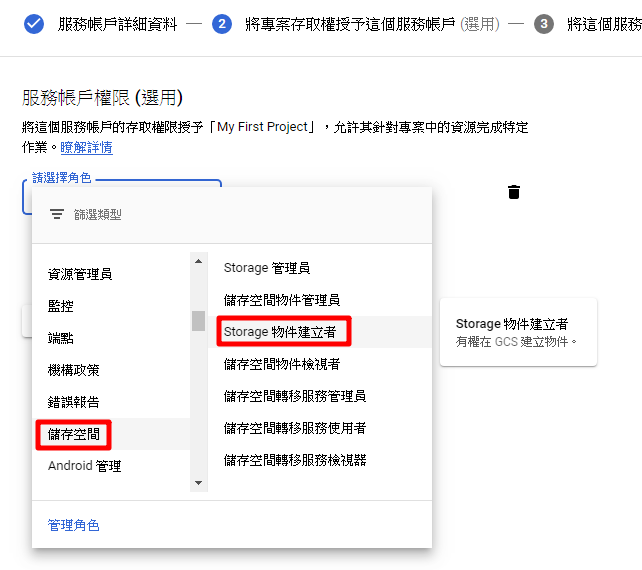 服務帳戶詳細資料 — 2 將專案存取權授予這個服務帳戶 (選用) — 3 將這個服務
服務帳戶權限 (選用)
將這個服務帳戶的存取權限授予「My First Project」，允許其針對專案中的資源完成特定
作業。瞭解詳情
請選擇角色
篩選類型
資源管理員
監控
端點
機構政策
錯誤報告
儲存空間
Android 管理
Storage 管理員
儲存空間物件管理員
Storage 物件建立者
儲存空間物件檢視者
儲存空間轉移服務管理員
儲存空間轉移服務使用者
儲存空間轉移服務檢視器
Storage 物件建立者
有權在 GCS 建立物件。
管理角色